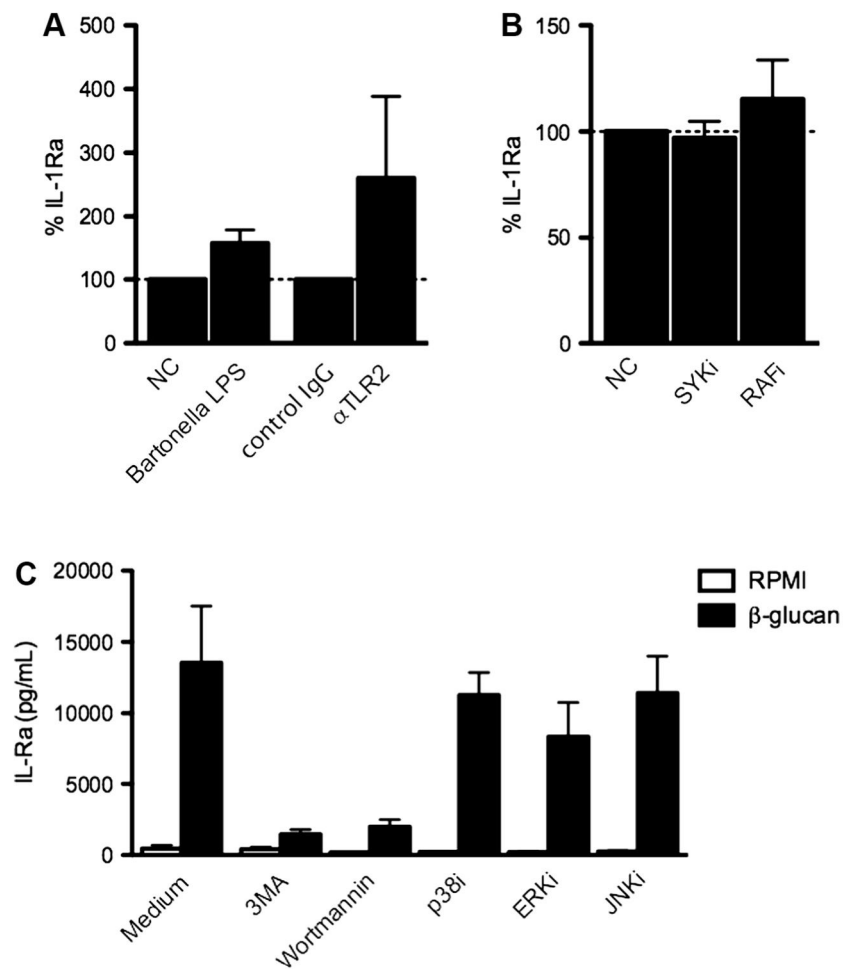 A
% IL-1Ra
500
400
300
200
100
0
NC
Bartonella LPS
control IgG
αTLR2
B
% IL-1Ra
150
100
50
0
NC
SYKi
RAFi
C
IL-Ra (pg/mL)
20000
15000
10000
5000
0
Medium
3MA
Wortmannin
p38i
ERKi
JNKi
RPMI
β-glucan